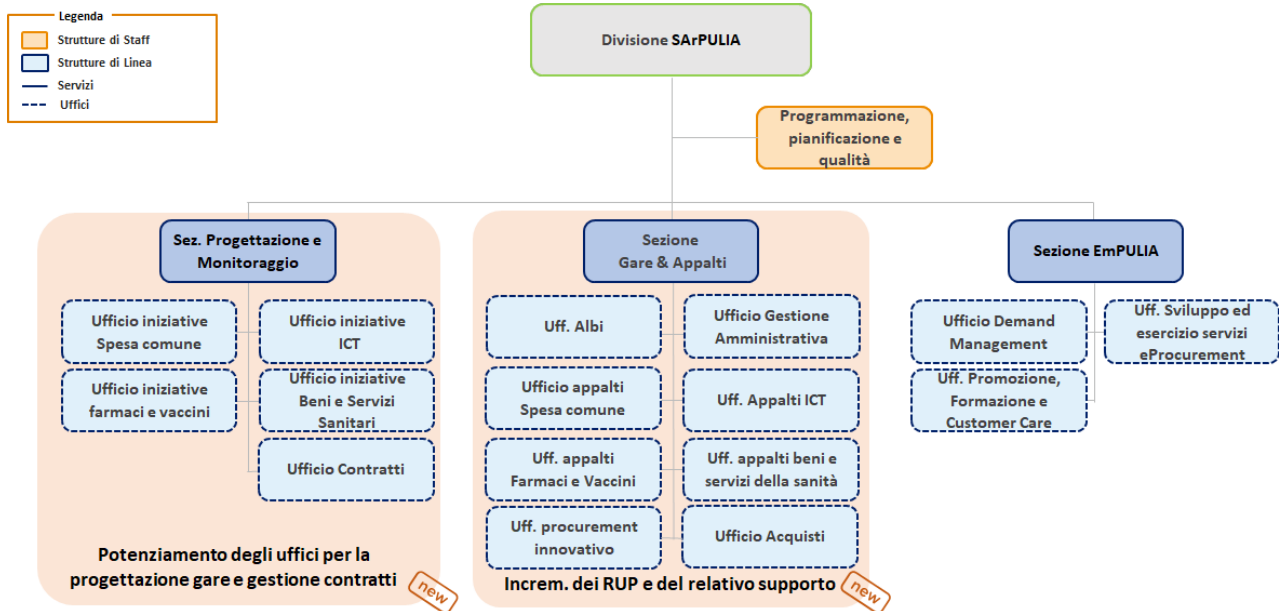 Legenda
Strutture di Staff
Strutture di Linea
Servizi
Uffici
Divisione SArPULIA
Programmazione,
pianificazione e
qualità
Sez. Progettazione e
Monitoraggio
Ufficio iniziative
Spesa comune
Ufficio iniziative
ICT
Ufficio iniziative
farmaci e vaccini
Ufficio iniziative
Beni e Servizi
Sanitari
Ufficio Contratti
Potenziamento degli uffici per la
progettazione gare e gestione contratti
new
Sezione
Gare & Appalti
Uff. Albi
Ufficio Gestione
Amministrativa
Ufficio appalti
Spesa comune
Uff. Appalti ICT
Uff. appalti
Farmaci e Vaccini
Uff. appalti beni e
servizi della sanità
Uff. procurement
innovativo
Ufficio Acquisti
Increm. dei RUP e del relativo supporto
new
Sezione EmPULIA
Ufficio Demand
Management
Uff. Sviluppo ed
esercizio servizi
eProcurement
Uff. Promozione,
Formazione e
Customer Care